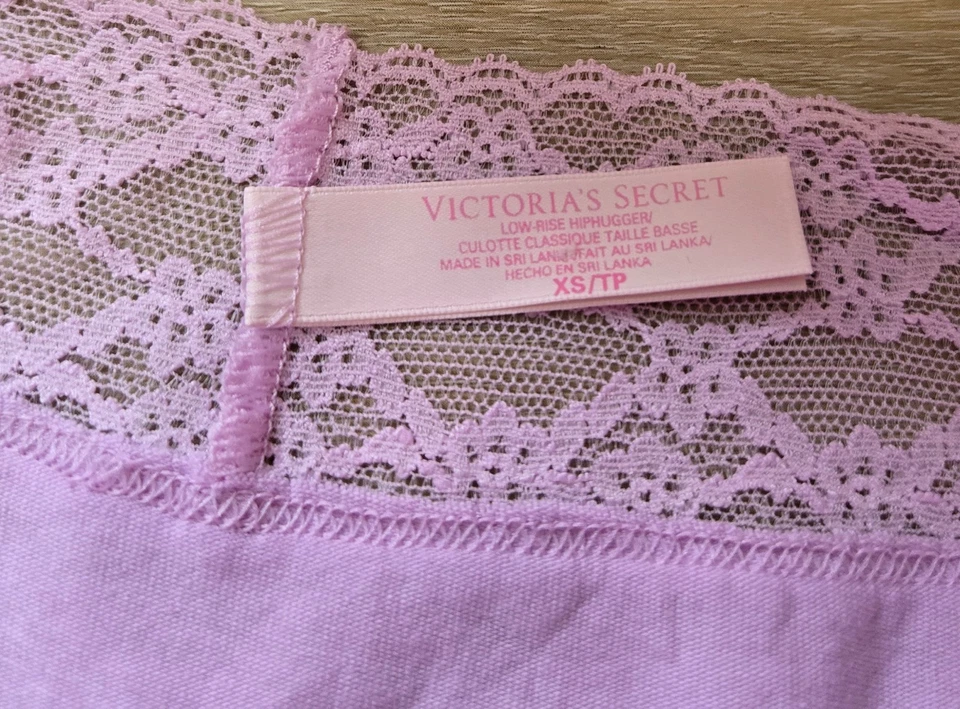 VICTORIA'S SECRET
LOW-RISE HIPHUGGER/
CULOTTE CLASSIQUE TAILLE BASSE
MADE IN SRI LANKA/FAIT AU SRI LANKA/
HECHO EN SRI LANKA
XS/TP